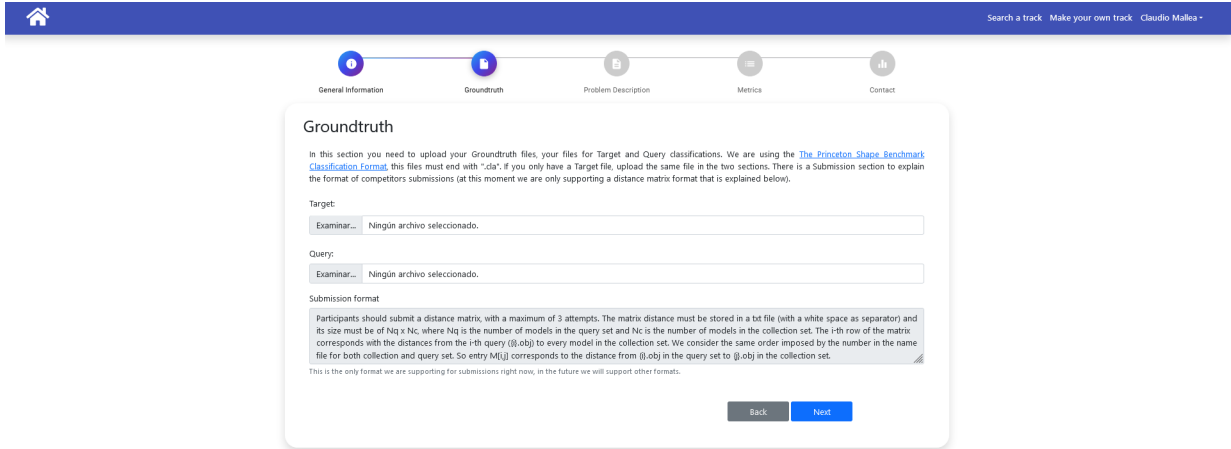 Search a track Make your own track Claudio Mallea
General Information Groundtruth Problem Description Metrics Contact
Groundtruth
In this section you need to upload your Groundtruth files, your files for Target and Query classifications. We are using the The Princeton Shape Benchmark
Classification Format, this files must end with ".cla". If you only have a Target file, upload the same file in the two sections. There is a Submission section to explain
the format of competitors submissions (at this moment we are only supporting a distance matrix format that is explained below).
Target:
Examinar... Ningún archivo seleccionado.
Query:
Examinar... Ningún archivo seleccionado.
Submission format
Participants should submit a distance matrix, with a maximum of 3 attempts. The matrix distance must be stored in a txt file (with a white space as separator) and
its size must be of Nq x Nc, where Nq is the number of models in the query set and Nc is the number of models in the collection set. The i-th row of the matrix
corresponds with the distances from the i-th query ({i}.obj) to every model in the collection set. We consider the same order imposed by the number in the name
file for both collection and query set. So entry M[i,j] corresponds to the distance from {i}.obj in the query set to {j}.obj in the collection set.
This is the only format we are supporting for submissions right now, in the future we will support other formats.
Back Next